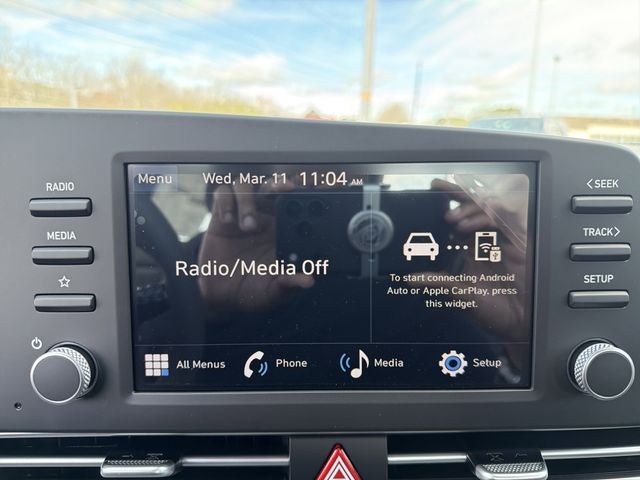 RADIO
MEDIA
☆
Menu
Wed, Mar. 11 11:04 AM
Radio/Media Off
To start connecting Android
Auto or Apple CarPlay, press
this widget.
All Menus
Phone
Media
Setup
<SEEK
TRACK>
SETUP